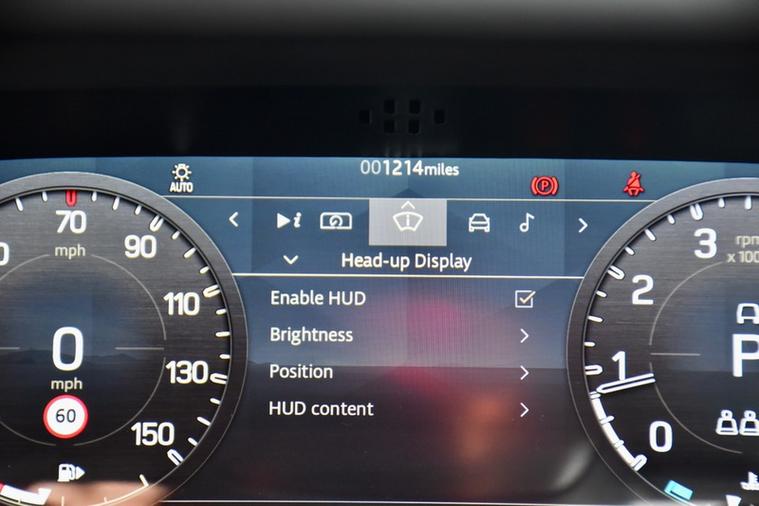 001214miles
AUTO
P
i
i
70
mph
90
110
130
150
0
mph
60
Head-up Display
Enable HUD
Brightness
Position
HUD content
3
2
1
0
rpm
x 100
P